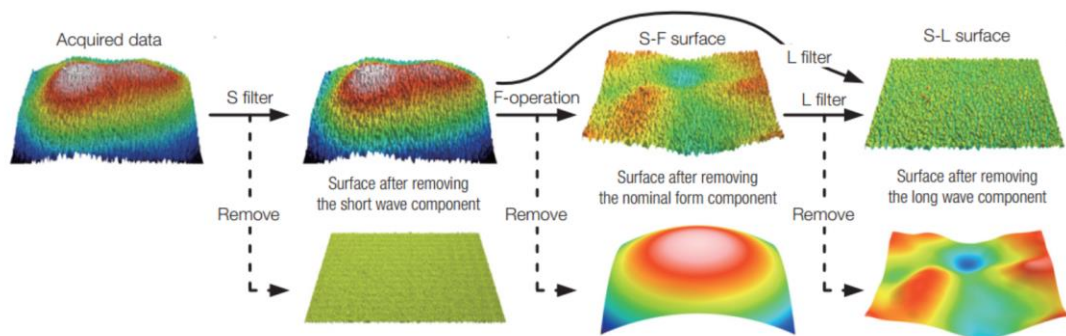 Acquired data
S filter
Remove
Surface after removing
the short wave component
F-operation
Remove
S-F surface
Surface after removing
the nominal form component
L filter
L filter
Remove
S-L surface
Surface after removing
the long wave component